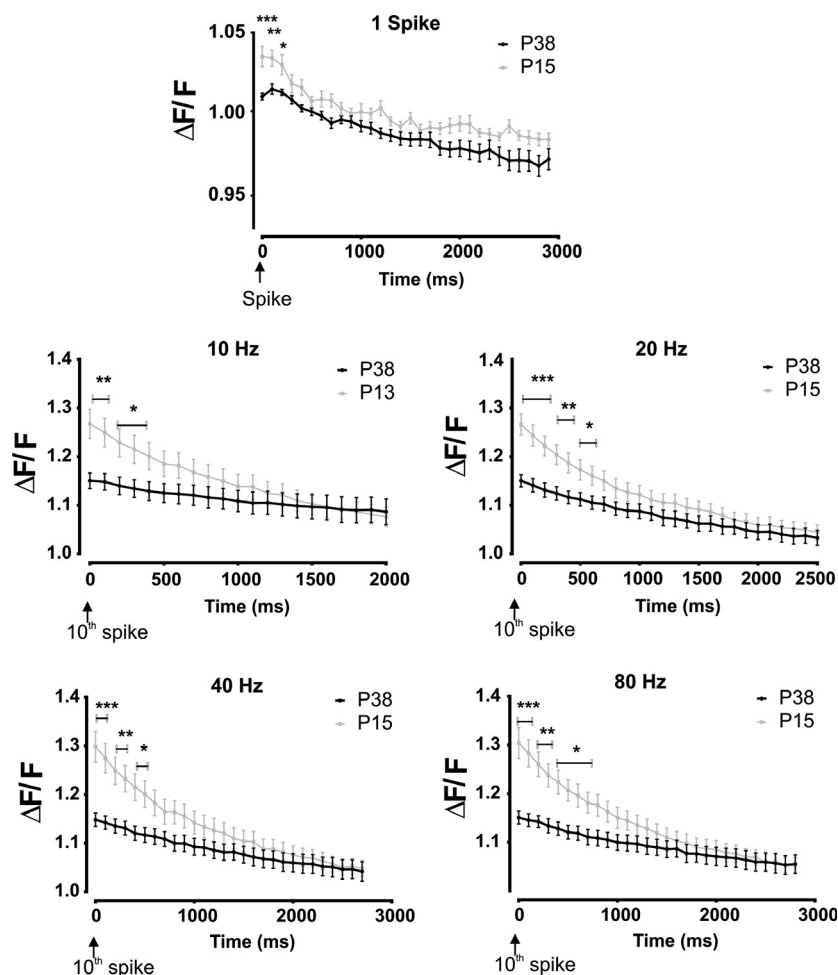 1 Spike
1.05
1.00
0.95
ΔF/F
***
**
*
P38
P15
0
1000
2000
3000
Time (ms)
Spike
10 Hz
1.4
1.3
1.2
1.1
1.0
ΔF/F
**
*
P38
P13
0
500
1000
1500
2000
Time (ms)
10th spike
20 Hz
1.4
1.3
1.2
1.1
1.0
ΔF/F
***
**
*
P38
P15
0
500
1000
1500
2000
2500
Time (ms)
10th spike
40 Hz
1.4
1.3
1.2
1.1
1.0
ΔF/F
***
**
*
P38
P15
0
1000
2000
3000
Time (ms)
10th spike
80 Hz
1.4
1.3
1.2
1.1
ΔF/F
***
**
*
P38
P15
0
1000
2000
3000
Time (ms)
10th spike